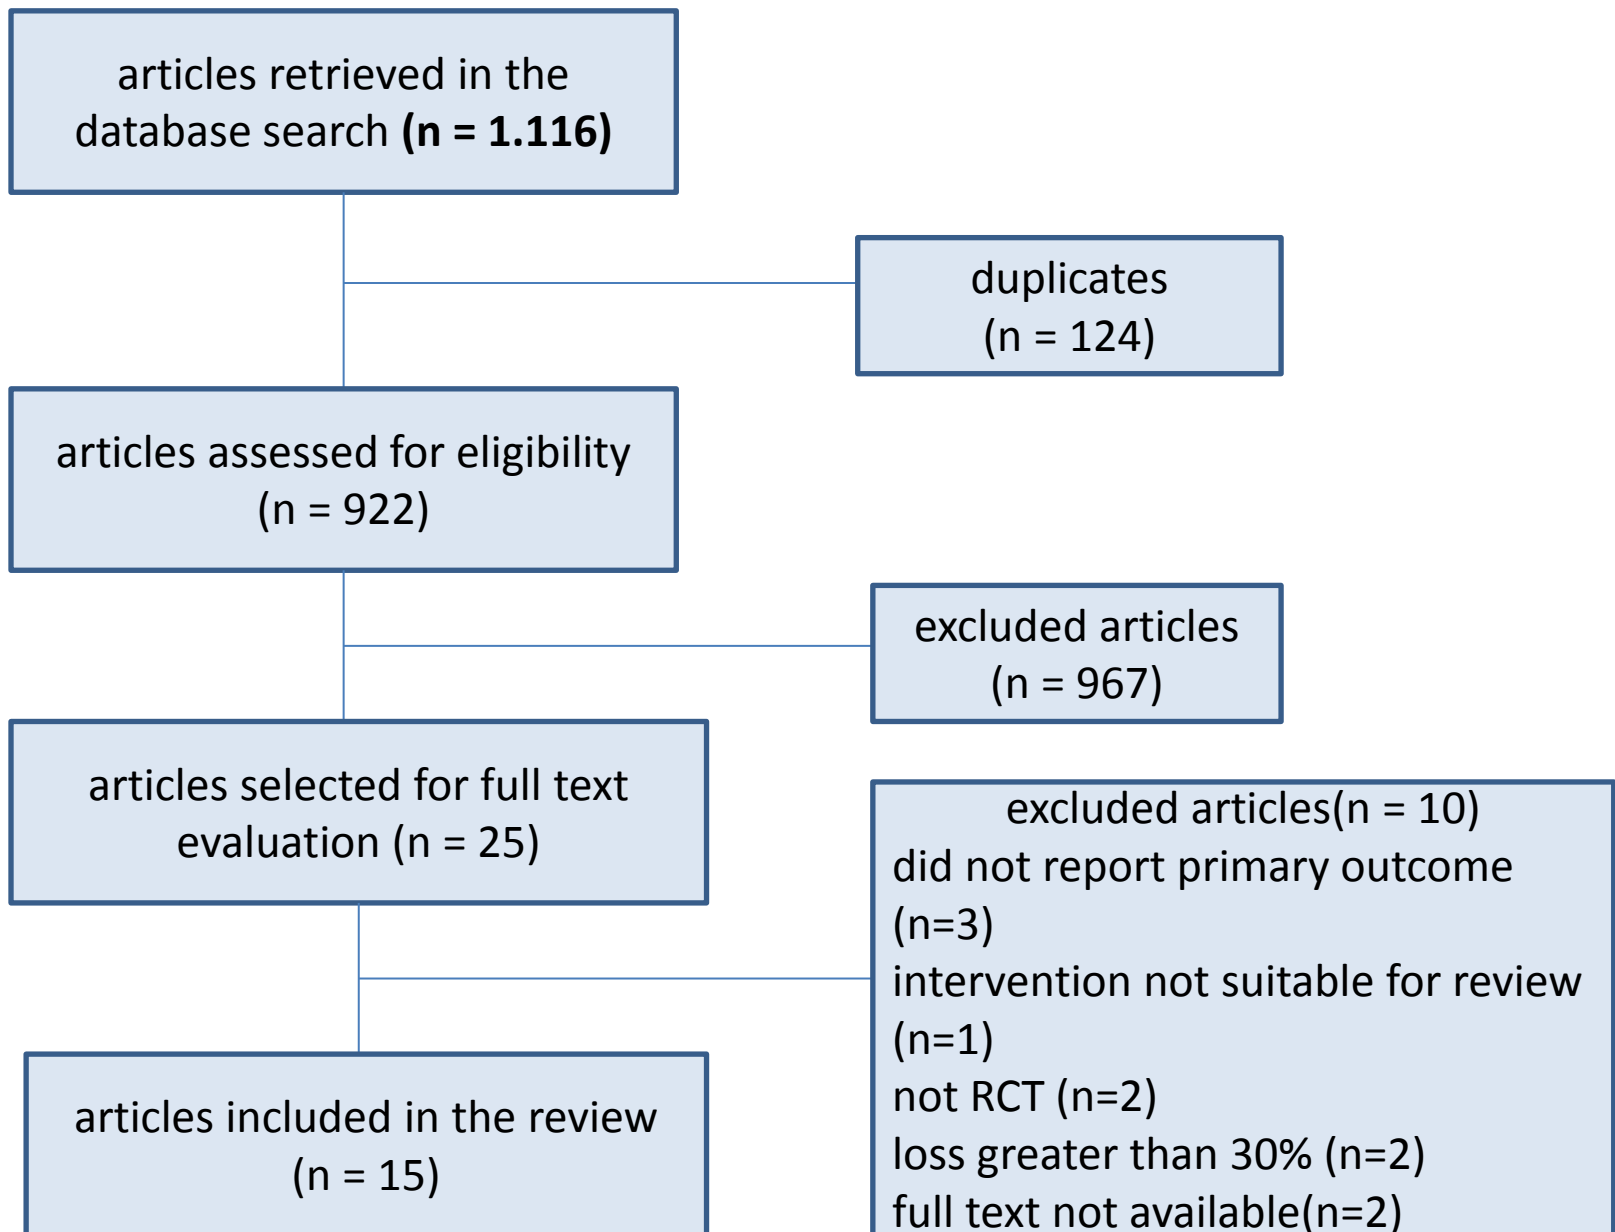 articles retrieved in the
database search (n = 1.116)
duplicates
(n = 124)
articles assessed for eligibility
(n = 922)
excluded articles
(n = 967)
articles selected for full text
evaluation (n = 25)
excluded articles(n = 10)
did not report primary outcome
(n=3)
intervention not suitable for review
(n=1)
not RCT (n=2)
loss greater than 30% (n=2)
full text not available(n=2)
articles included in the review
(n = 15)